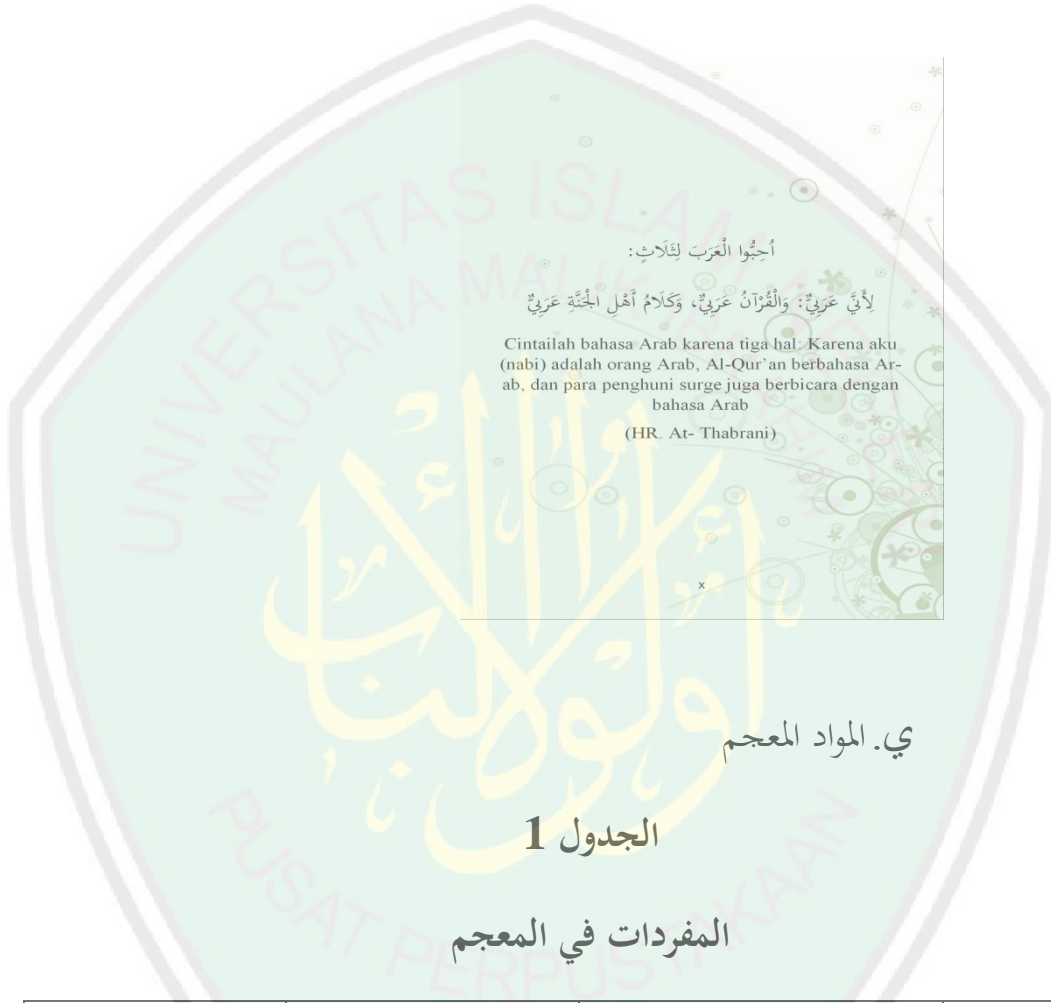 أُحِبُّوا الْعَرَبَ لِثَلَاثٍ:
لِأَنِّي عَرَبِيٌّ: وَالْقُرْآنُ عَرَبِيٌّ، وَكَلَامُ أَهْلِ الْجَنَّةِ عَرَبِيٌّ
Cintailah bahasa Arab karena tiga hal: Karena aku
(nabi) adalah orang Arab, Al-Qur'an berbahasa Ar-
ab, dan para penghuni surge juga berbicara dengan
bahasa Arab
(HR. At- Thabrani)
x
ي. المواد المعجم
الجدول 1
المفردات في المعجم